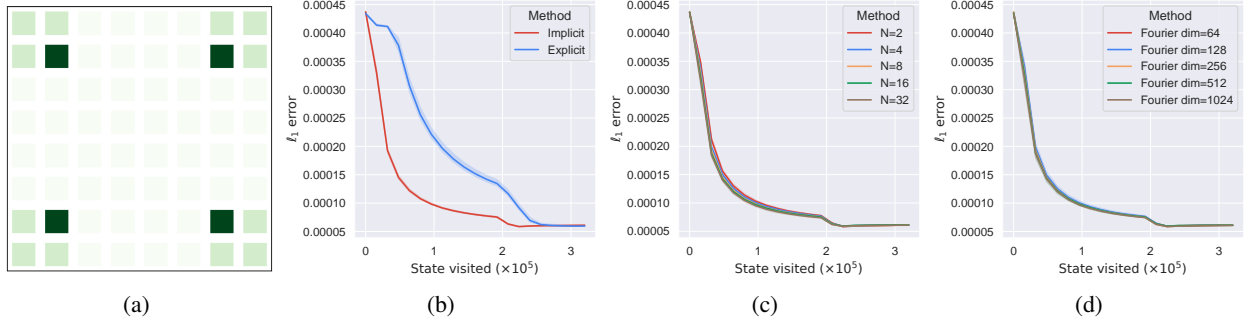 0.00045
0.00040
0.00035
0.00030
0.00025
0.00020
0.00015
0.00010
0.00005
ℓ₁ error
Method
Implicit
Explicit
0 1 2 3
State visited (×10⁵)
0.00045
0.00040
0.00035
0.00030
0.00025
0.00020
0.00015
0.00010
0.00005
ℓ₁ error
Method
N=2
N=4
N=8
N=16
N=32
0 1 2 3
State visited (×10⁵)
0.00045
0.00040
0.00035
0.00030
0.00025
0.00020
0.00015
0.00010
0.00005
ℓ₁ error
Method
Fourier dim=64
Fourier dim=128
Fourier dim=256
Fourier dim=512
Fourier dim=1024
0 1 2 3
State visited (×10⁵)
(a) (b) (c) (d)